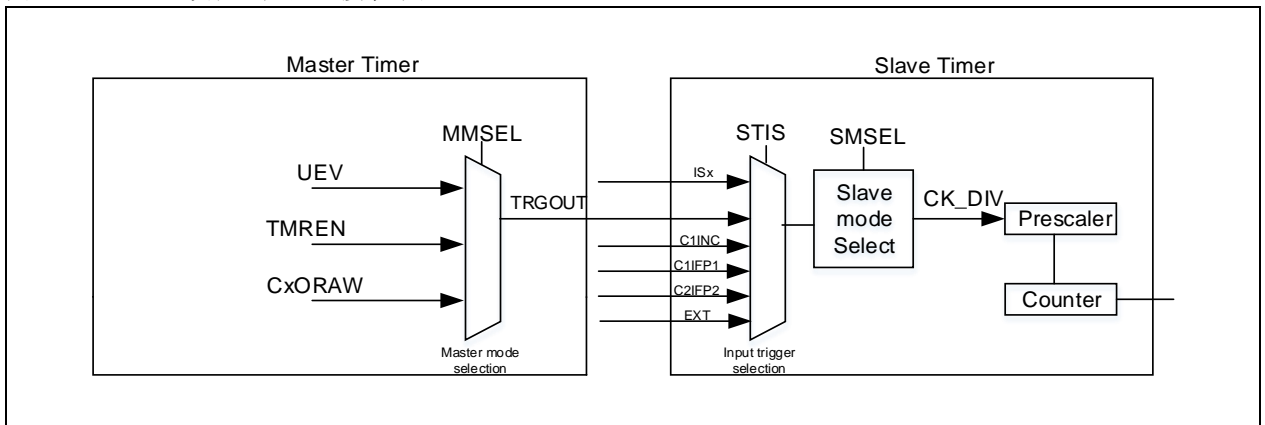 Master Timer
Slave Timer
MMSEL
STIS
SMSEL
UEV
ISx
TRGOUT
Slave
mode
Select
CK_DIV
Prescaler
TMREN
C1INC
C1IFP1
CxORAW
C2IFP2
Counter
EXT
Master mode
selection
Input trigger
selection